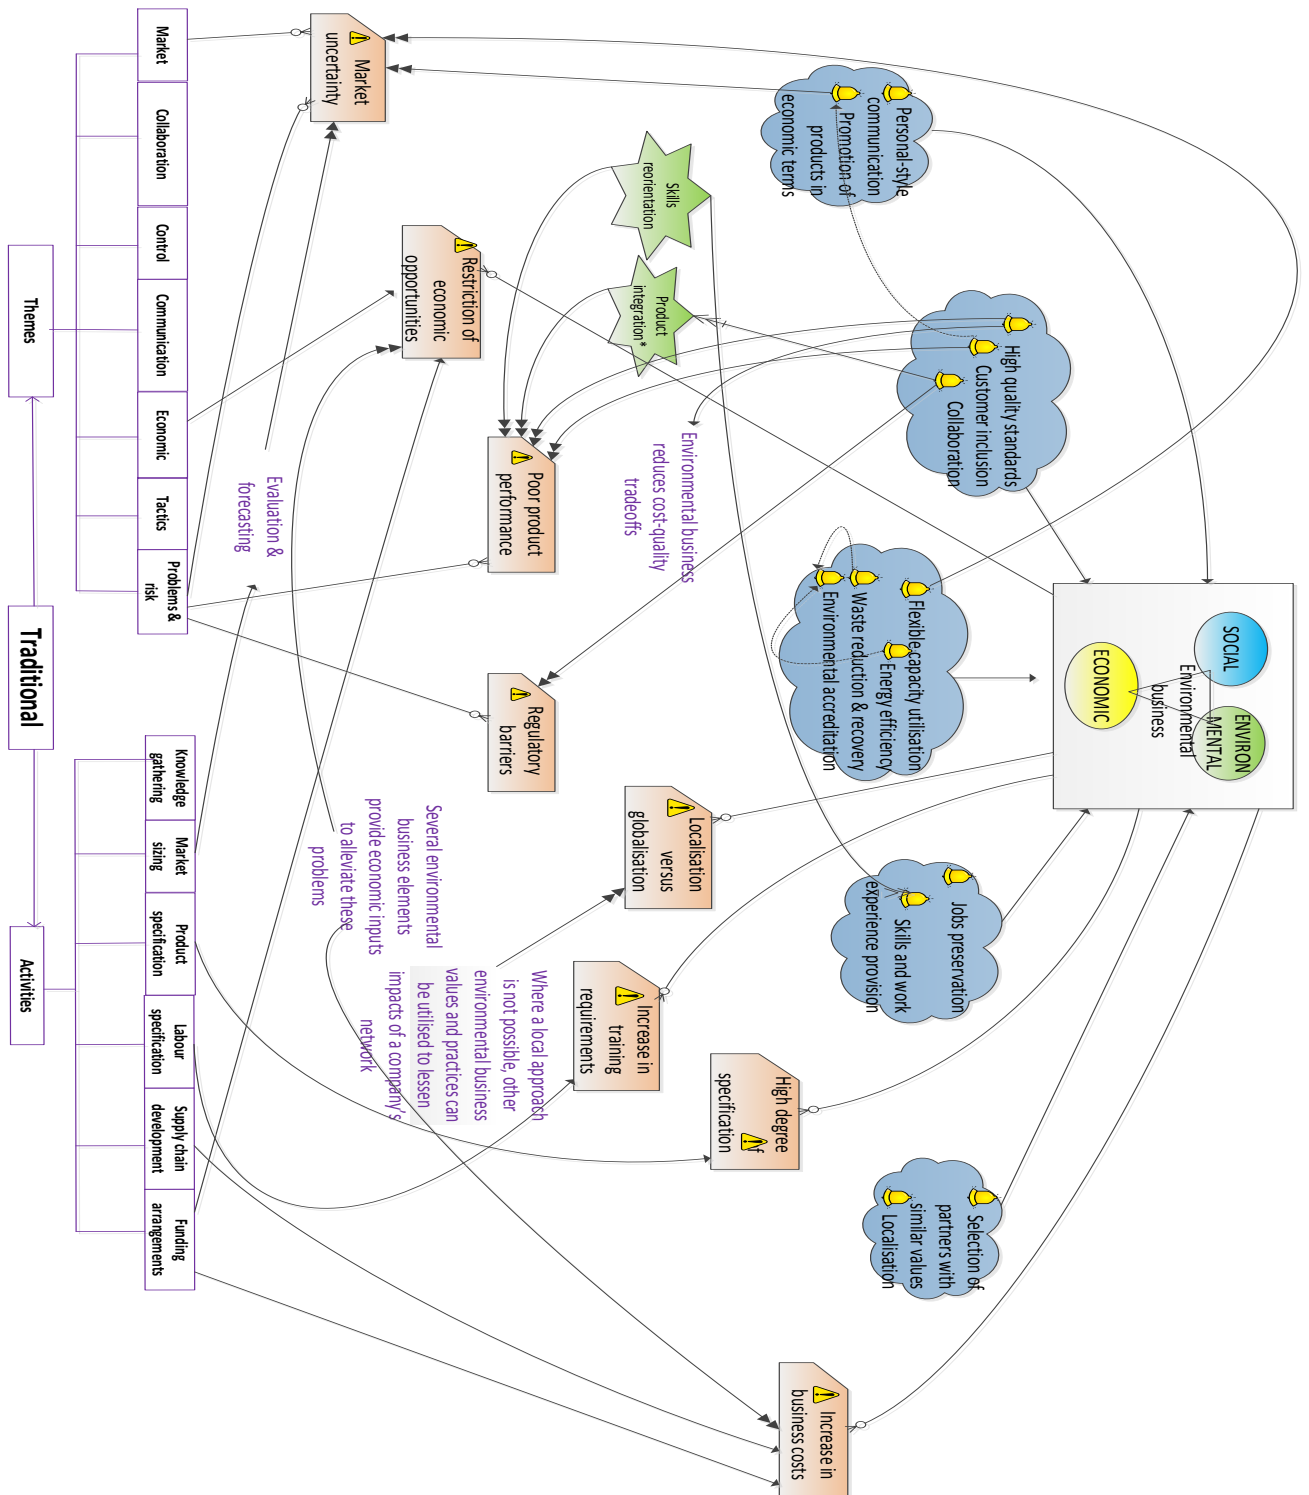 SOCIAL
ENVIRON
MENTAL
Environmental
business
ECONOMIC
Personal-style
communication
Promotion of
products in
economic terms
High quality standards
Customer inclusion
Collaboration
Flexible capacity utilisation
Energy efficiency
Waste reduction & recovery
Environmental accreditation
Jobs preservation
Skills and work
experience provision
Selection of
partners with
similar values
Localisation
Skills
reorientation
Product
integration*
Environmental business
reduces cost-quality
tradeoffs
Localisation
versus
globalisation
High degree
of
specification
Increase in
business costs
Increase in
training
requirements
Market
uncertainty
Restriction of
economic
opportunities
Poor product
performance
Regulatory
barriers
Where a local approach
is not possible, other
environmental business
values and practices can
be utilised to lessen
impacts of a company's
network
Several environmental
business elements
provide economic inputs
to alleviate these
problems
Evaluation &
forecasting
Market
Collaboration
Control
Communication
Economic
Tactics
Problems &
risk
Knowledge
gathering
Market
sizing
Product
specification
Labour
specification
Supply chain
development
Funding
arrangements
Themes
Traditional
Activities